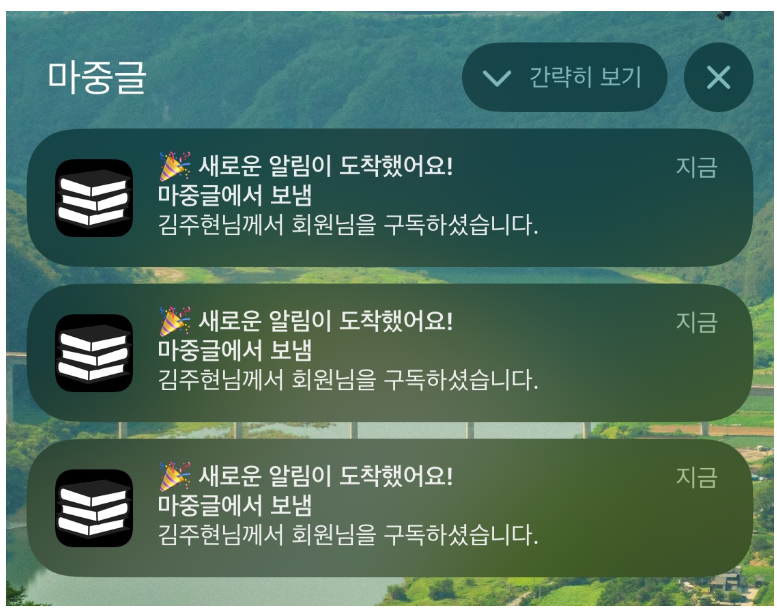 마중글
간략히 보기
🎉 새로운 알림이 도착했어요!
지금
마중글에서 보냄
김주현님께서 회원님을 구독하셨습니다.
🎉 새로운 알림이 도착했어요!
지금
마중글에서 보냄
김주현님께서 회원님을 구독하셨습니다.
🎉 새로운 알림이 도착했어요!
지금
마중글에서 보냄
김주현님께서 회원님을 구독하셨습니다.